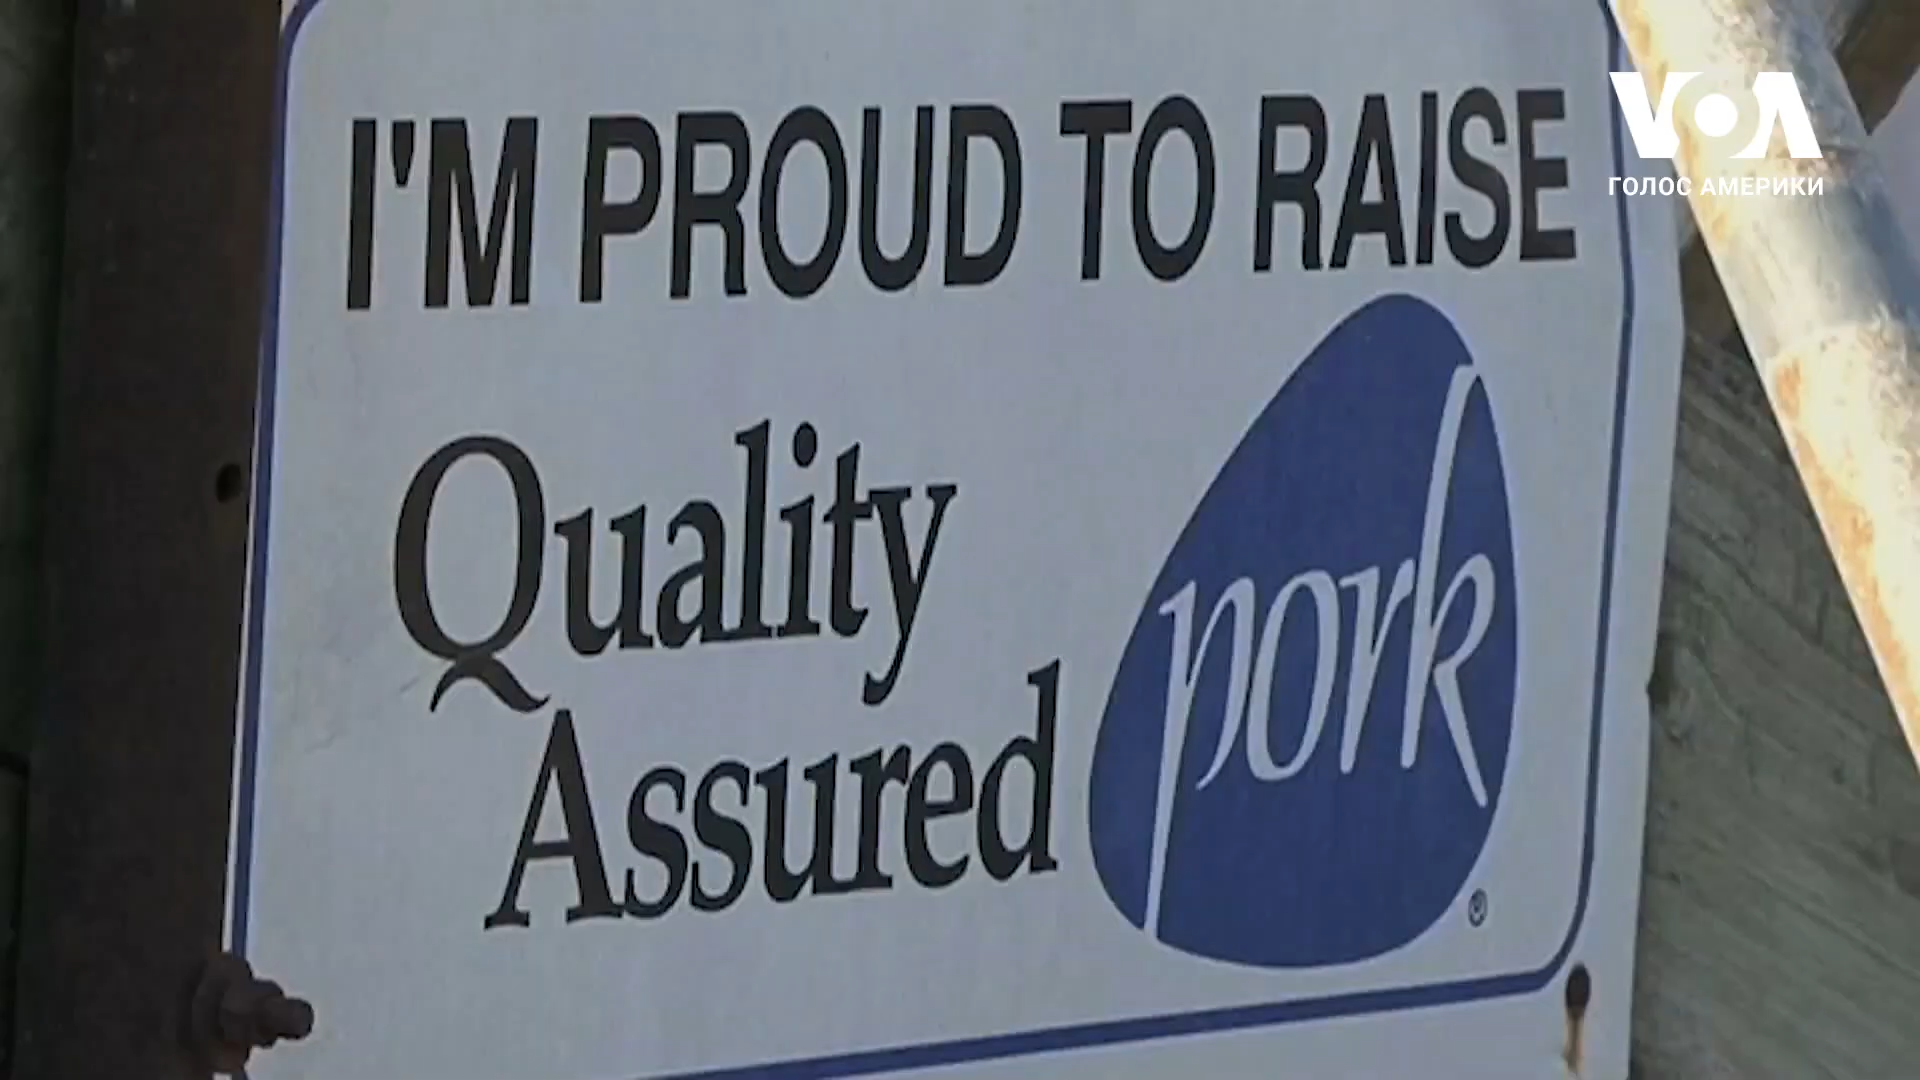 I'M PROUD TO RAISE
Quality
Assured
pork
®
VOA
ГОЛОС АМЕРИКИ